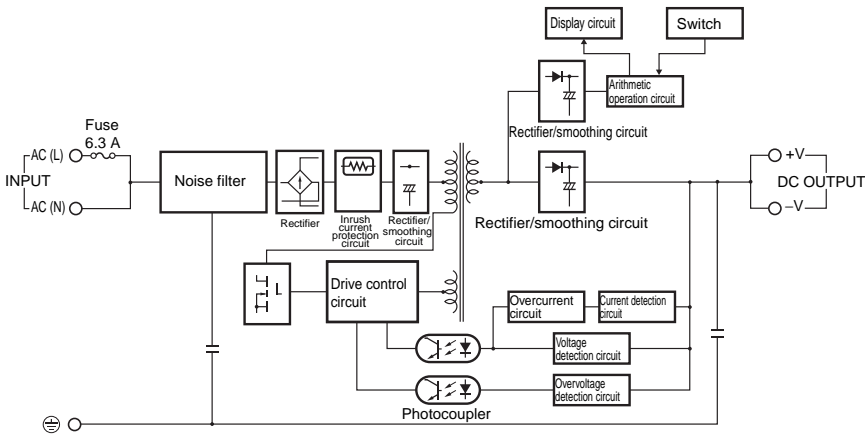 Display circuit
Switch
Arithmetic
operation circuit
Rectifier/smoothing circuit
Fuse
6.3 A
AC (L)
INPUT
AC (N)
Noise filter
Rectifier
Inrush
current
protection
circuit
Rectifier/
smoothing
circuit
Rectifier/smoothing circuit
+V
DC OUTPUT
−V
Drive control
circuit
Overcurrent
circuit
Current detection
circuit
Voltage
detection circuit
Overvoltage
detection circuit
Photocoupler